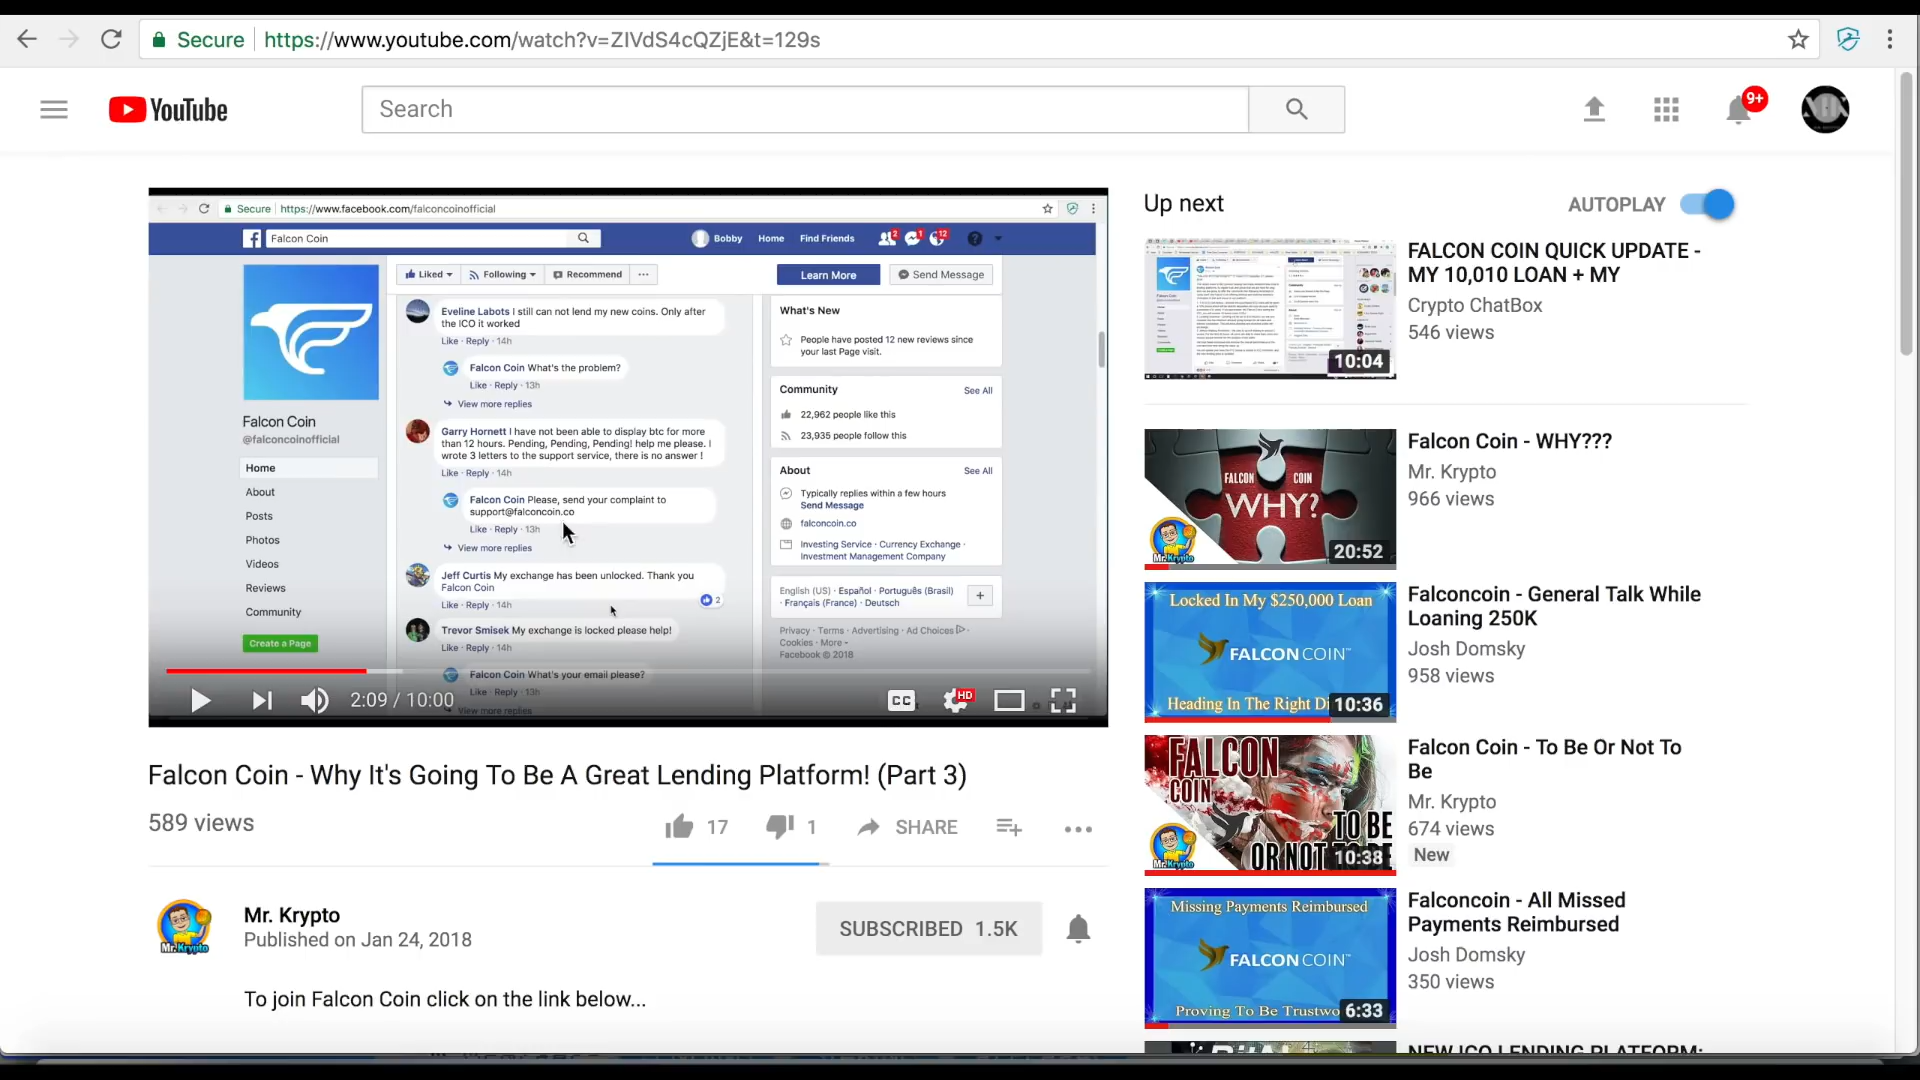 Secure https://www.youtube.com/watch?v=ZIVdS4cQZjE&t=129s
YouTube
Search
9+
Secure https://www.facebook.com/falconcoinofficial
Falcon Coin
Bobby Home Find Friends 2 1 12
Liked Following Recommend
Learn More Send Message
Falcon Coin
@falconcoinofficial
Home
About
Posts
Photos
Videos
Reviews
Community
Create a Page
Eveline Labots I still can not lend my new coins. Only after
the ICO it worked
Like · Reply · 14h
Falcon Coin What's the problem?
Like · Reply · 13h
View more replies
Garry Hornett I have not been able to display btc for more
than 12 hours. Pending, Pending, Pending! help me please. I
wrote 3 letters to the support service, there is no answer !
Like · Reply · 14h
Falcon Coin Please, send your complaint to
support@falconcoin.co
Like · Reply · 13h
View more replies
Jeff Curtis My exchange has been unlocked. Thank you
Falcon Coin
2
Like · Reply · 14h
Trevor Smisek My exchange is locked please help!
Like · Reply · 14h
Falcon Coin What's your email please?
Like · Reply · 13h
View more replies
What's New
People have posted 12 new reviews since
your last Page visit.
Community See All
22,962 people like this
23,935 people follow this
About See All
Typically replies within a few hours
Send Message
falconcoin.co
Investing Service · Currency Exchange ·
Investment Management Company
English (US) · Español · Português (Brasil)
· Français (France) · Deutsch
Privacy · Terms · Advertising · Ad Choices ·
Cookies · More
Facebook © 2018
2:09 / 10:00
CC HD
Falcon Coin - Why It's Going To Be A Great Lending Platform! (Part 3)
589 views
17 1 SHARE
Mr.Krypto
Mr. Krypto
Published on Jan 24, 2018
SUBSCRIBED 1.5K
To join Falcon Coin click on the link below...
Up next AUTOPLAY
10:04
FALCON COIN QUICK UPDATE -
MY 10,010 LOAN + MY
Crypto ChatBox
546 views
FALCON COIN
WHY?
Mr.Krypto
20:52
Falcon Coin - WHY???
Mr. Krypto
966 views
Locked In My $250,000 Loan
FALCON COIN
Heading In The Right Di
10:36
Falconcoin - General Talk While
Loaning 250K
Josh Domsky
958 views
FALCON
COIN
TO BE
OR NOT TO
Mr.Krypto
10:38
Falcon Coin - To Be Or Not To
Be
Mr. Krypto
674 views
New
Missing Payments Reimbursed
FALCON COIN
Proving To Be Trustwo
6:33
Falconcoin - All Missed
Payments Reimbursed
Josh Domsky
350 views
NEW ICO LENDING PLATFORM: